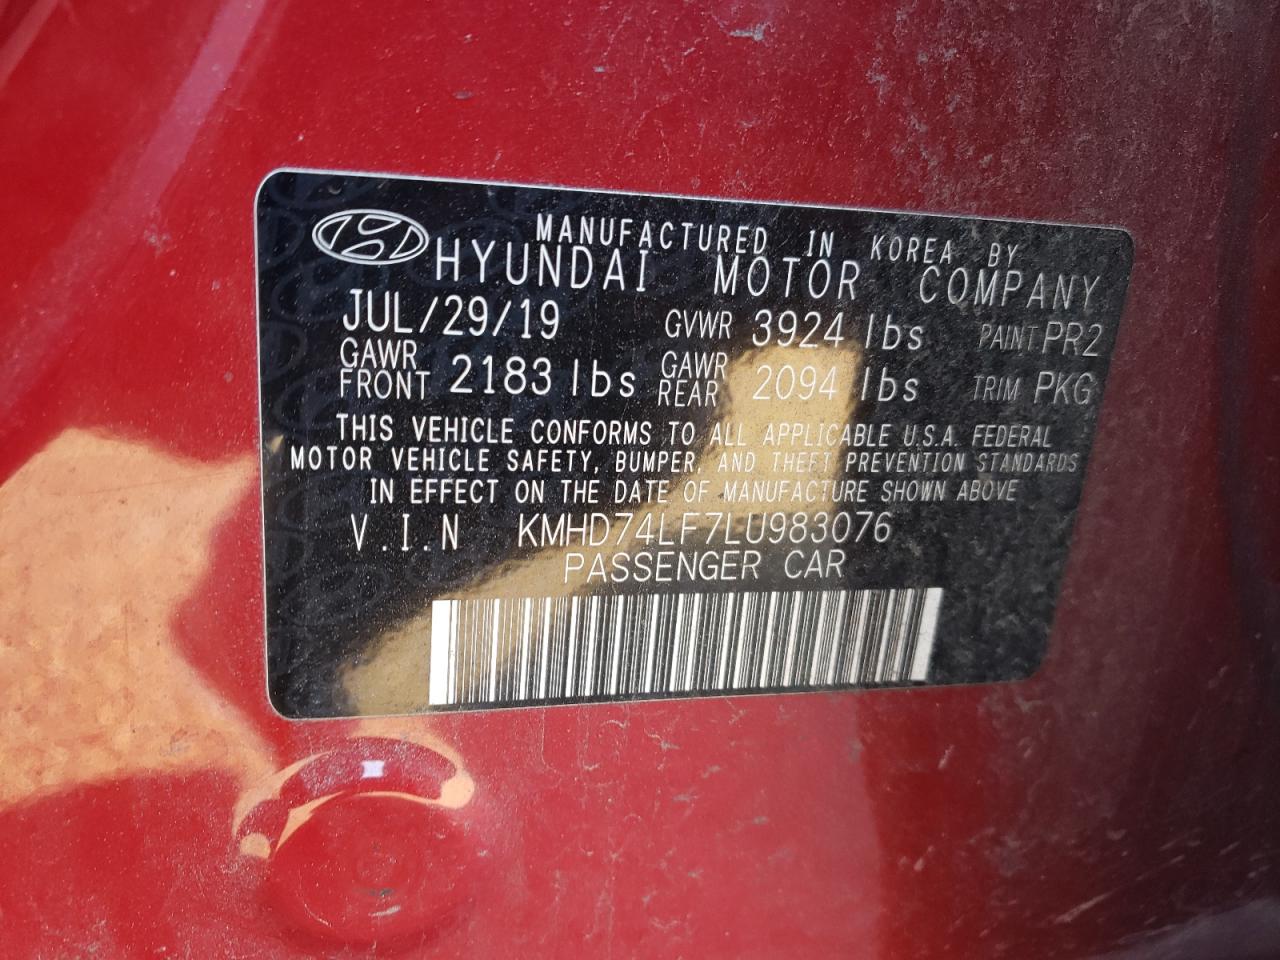 MANUFACTURED IN KOREA BY
HYUNDAI MOTOR COMPANY
JUL/29/19 GVWR 3924 lbs PAINT PR2
GAWR FRONT 2183 lbs GAWR REAR 2094 lbs TRIM PKG
THIS VEHICLE CONFORMS TO ALL APPLICABLE U.S.A. FEDERAL
MOTOR VEHICLE SAFETY, BUMPER, AND THEFT PREVENTION STANDARDS
IN EFFECT ON THE DATE OF MANUFACTURE SHOWN ABOVE
V.I.N KMHD74LF7LU983076
PASSENGER CAR